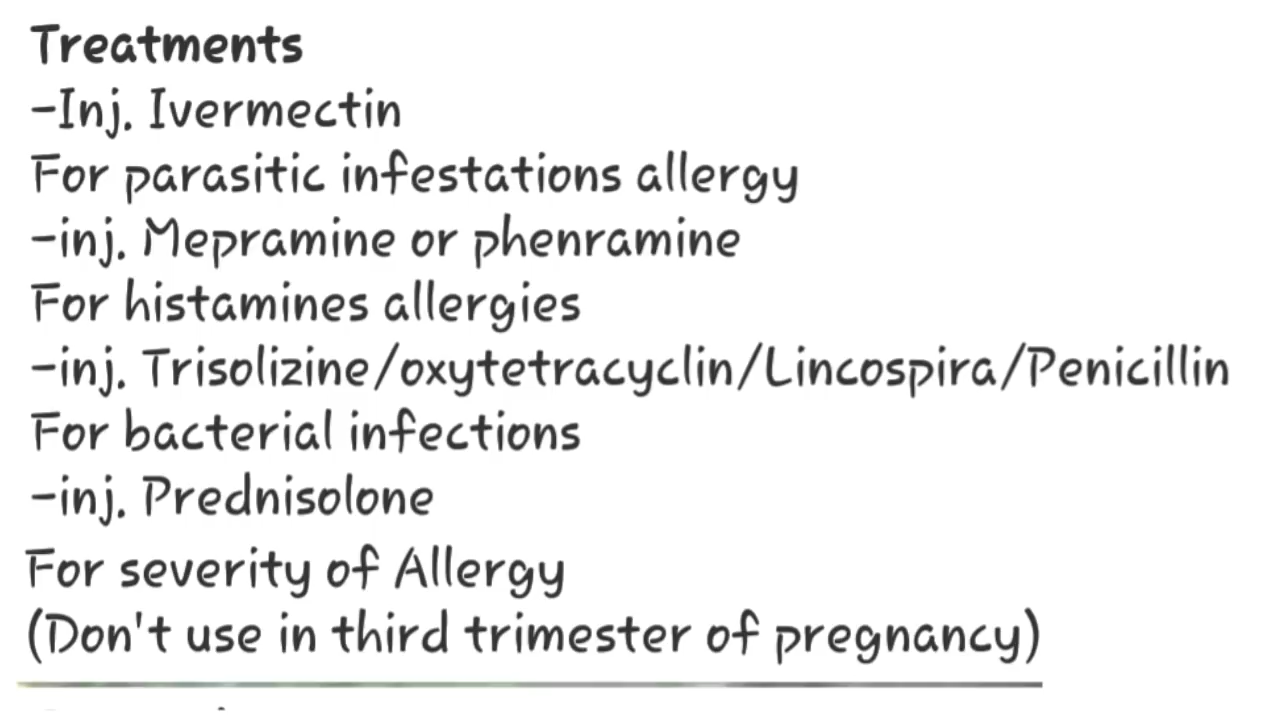 Treatments
-Inj. Ivermectin
For parasitic infestations allergy
-inj. Mepramine or phenramine
For histamines allergies
-inj. Trisolizine/oxytetracyclin/Lincospira/Penicillin
For bacterial infections
-inj. Prednisolone
For severity of Allergy
(Don't use in third trimester of pregnancy)